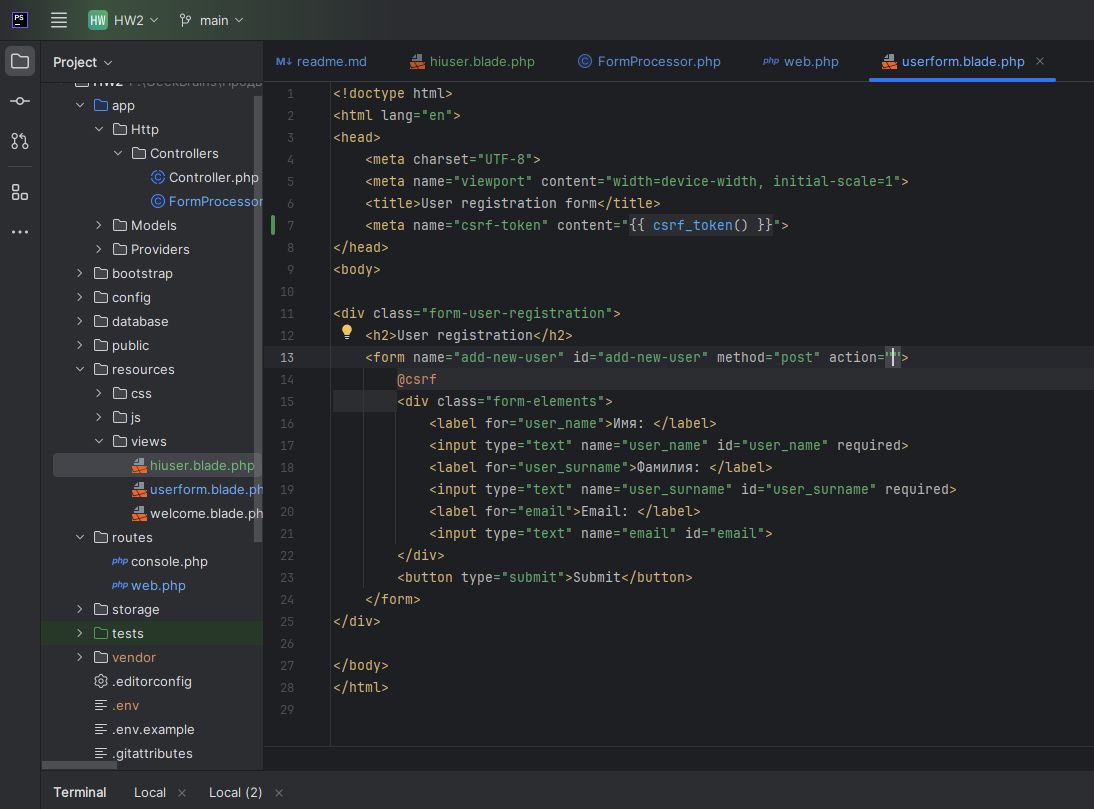 PS HW HW2 main
Project
M↓ readme.md hiuser.blade.php FormProcessor.php php web.php userform.blade.php
app
Http
Controllers
Controller.php
FormProcessor
Models
Providers
bootstrap
config
database
public
resources
css
js
views
hiuser.blade.php
userform.blade.ph
welcome.blade.ph
routes
php console.php
php web.php
storage
tests
vendor
.editorconfig
.env
.env.example
.gitattributes
1 <!doctype html>
2 <html lang="en">
3 <head>
4 <meta charset="UTF-8">
5 <meta name="viewport" content="width=device-width, initial-scale=1">
6 <title>User registration form</title>
7 <meta name="csrf-token" content="{{ csrf_token() }}">
8 </head>
9 <body>
10
11 <div class="form-user-registration">
12 <h2>User registration</h2>
13 <form name="add-new-user" id="add-new-user" method="post" action="">
14 @csrf
15 <div class="form-elements">
16 <label for="user_name">Имя: </label>
17 <input type="text" name="user_name" id="user_name" required>
18 <label for="user_surname">Фамилия: </label>
19 <input type="text" name="user_surname" id="user_surname" required>
20 <label for="email">Email: </label>
21 <input type="text" name="email" id="email">
22 </div>
23 <button type="submit">Submit</button>
24 </form>
25 </div>
26
27 </body>
28 </html>
29
Terminal Local Local (2)